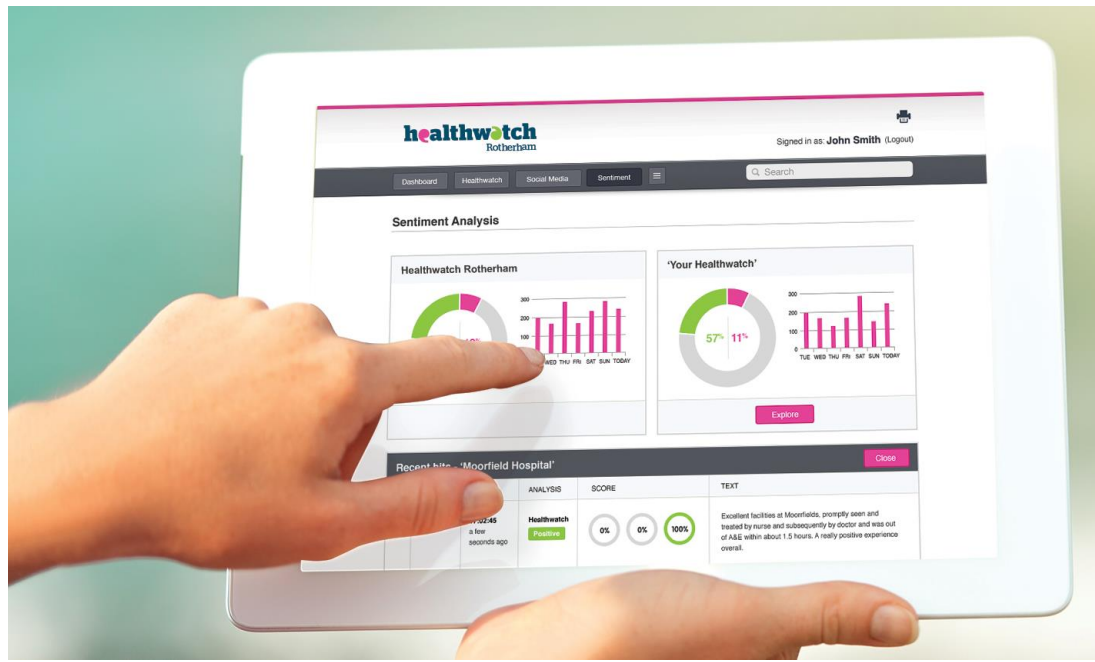 healthwatch
Rotherham
Signed in as: John Smith (Logout)
Dashboard
Healthwatch
Social Media
Sentiment
Search
Sentiment Analysis
Healthwatch Rotherham
300
200
100
WED THU FRI SAT SUN TODAY
'Your Healthwatch'
57% 11%
300
200
100
0
TUE WED THU FRI SAT SUN TODAY
Explore
'Moorfield Hospital'
Close
ANALYSIS
SCORE
TEXT
:02:45
a few
seconds ago
Healthwatch
Positive
0%
0%
100%
Excellent facilities at Moorfields, promptly seen and
treated by nurse and subsequently by doctor and was out
of A&E within about 1.5 hours. A really positive experience
overall.